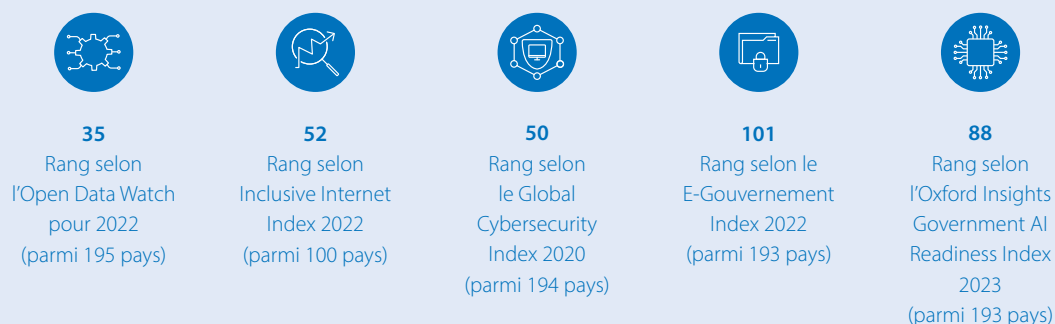 35
Rang selon
l’Open Data Watch
pour 2022
(parmi 195 pays)
52
Rang selon
Inclusive Internet
Index 2022
(parmi 100 pays)
50
Rang selon
le Global
Cybersecurity
Index 2020
(parmi 194 pays)
101
Rang selon le
E-Gouvernement
Index 2022
(parmi 193 pays)
88
Rang selon
l’Oxford Insights
Government AI
Readiness Index
2023
(parmi 193 pays)